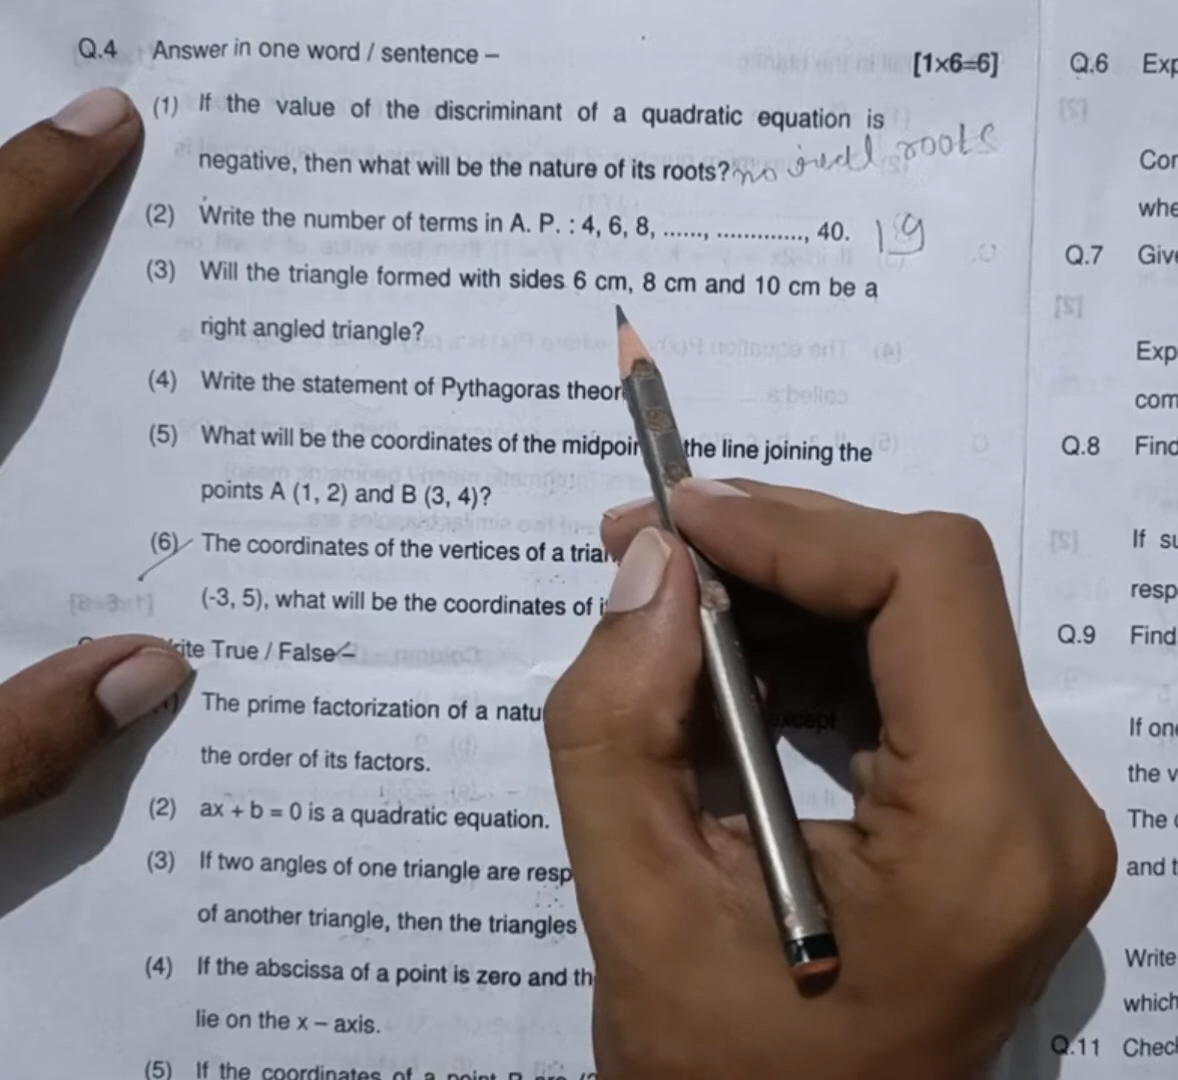 Q.4 Answer in one word / sentence – [1×6=6]
(1) If the value of the discriminant of a quadratic equation is
negative, then what will be the nature of its roots? no real roots
(2) Write the number of terms in A. P. : 4, 6, 8, ......, .............., 40. 19
(3) Will the triangle formed with sides 6 cm, 8 cm and 10 cm be a
right angled triangle?
(4) Write the statement of Pythagoras theor
(5) What will be the coordinates of the midpoin the line joining the
points A (1, 2) and B (3, 4)?
(6) The coordinates of the vertices of a trian
(-3, 5), what will be the coordinates of i
rite True / False –
The prime factorization of a natu except
the order of its factors.
(2) ax + b = 0 is a quadratic equation.
(3) If two angles of one triangle are resp
of another triangle, then the triangles
(4) If the abscissa of a point is zero and th
lie on the x – axis.
(5) If the coordinates of a point P are
Q.6 Exp
Cor
whe
Q.7 Give
Exp
com
Q.8 Find
If su
resp
Q.9 Find
If one
the v
The
and t
Write
which
Q.11 Check